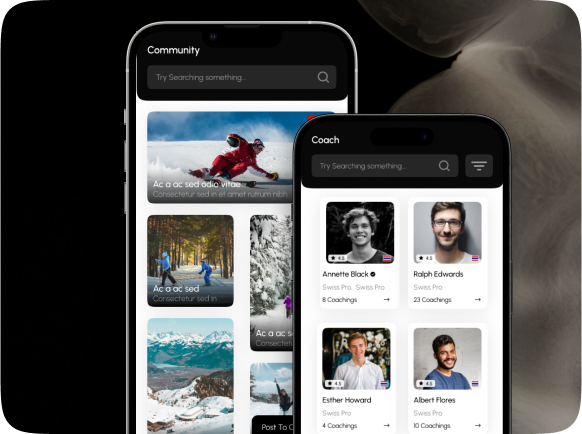 Community
Try Searching something...
Ac a ac sed odio vitae
Consectetur sed in et amet rutrum nibh
Ac a ac sed
Consectetur sed in
Ac a ac s
Consectetur
Post To C
Coach
Try Searching something...
4.5
Annette Black
Swiss Pro, Swiss Pro
8 Coachings
4.5
Ralph Edwards
Swiss Pro
23 Coachings
4.5
Esther Howard
Swiss Pro
4 Coachings
4.5
Albert Flores
Swiss Pro
10 Coachings